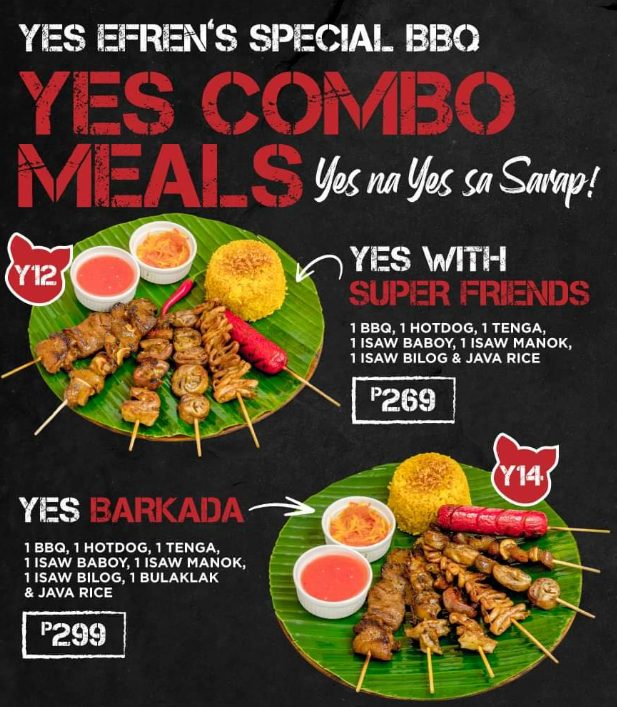 YES EFREN'S SPECIAL BBQ
YES COMBO
MEALS Yes na Yes sa Sarap!
Y12
YES WITH
SUPER FRIENDS
1 BBQ, 1 HOTDOG, 1 TENGA,
1 ISAW BABOY, 1 ISAW MANOK,
1 ISAW BILOG & JAVA RICE
₱269
Y14
YES BARKADA
1 BBQ, 1 HOTDOG, 1 TENGA,
1 ISAW BABOY, 1 ISAW MANOK,
1 ISAW BILOG, 1 BULAKLAK
& JAVA RICE
₱299